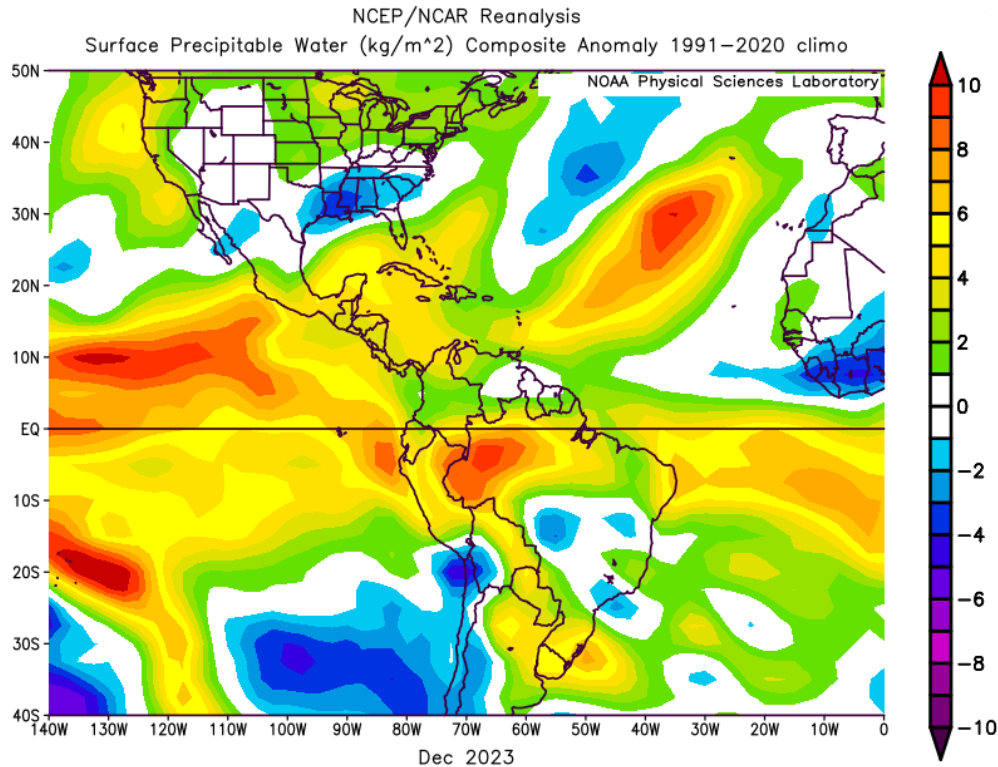 NCEP/NCAR Reanalysis
Surface Precipitable Water (kg/m^2) Composite Anomaly 1991-2020 climo
NOAA Physical Sciences Laboratory
50N
40N
30N
20N
10N
EQ
10S
20S
30S
40S
140W 130W 120W 110W 100W 90W 80W 70W 60W 50W 40W 30W 20W 10W 0
Dec 2023
10
8
6
4
2
0
-2
-4
-6
-8
-10